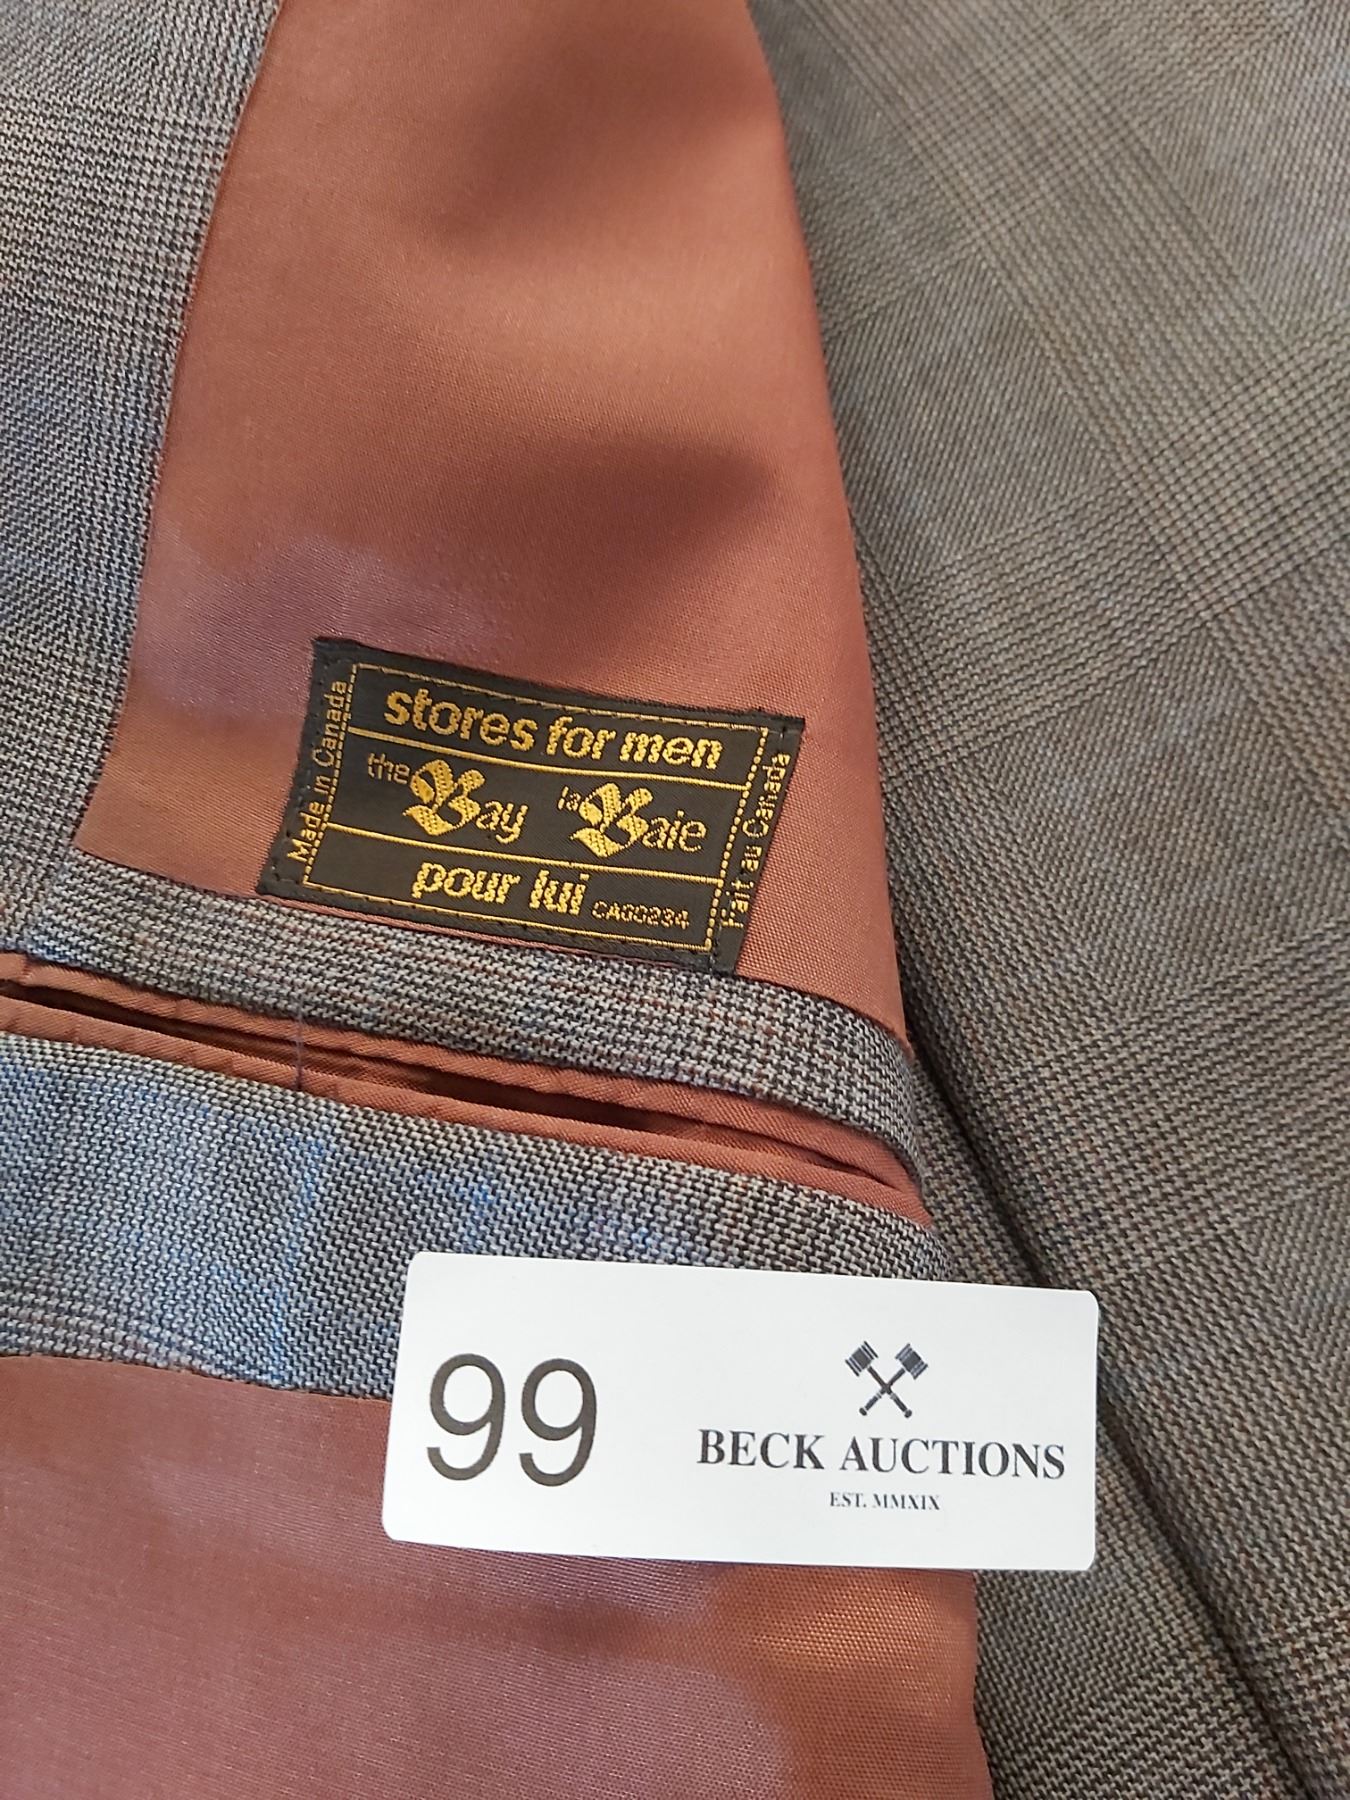 Made in Canada
stores for men
the Bay la Baie
pour lui CA00234
Fait au Canada
99
BECK AUCTIONS
EST. MMXIX